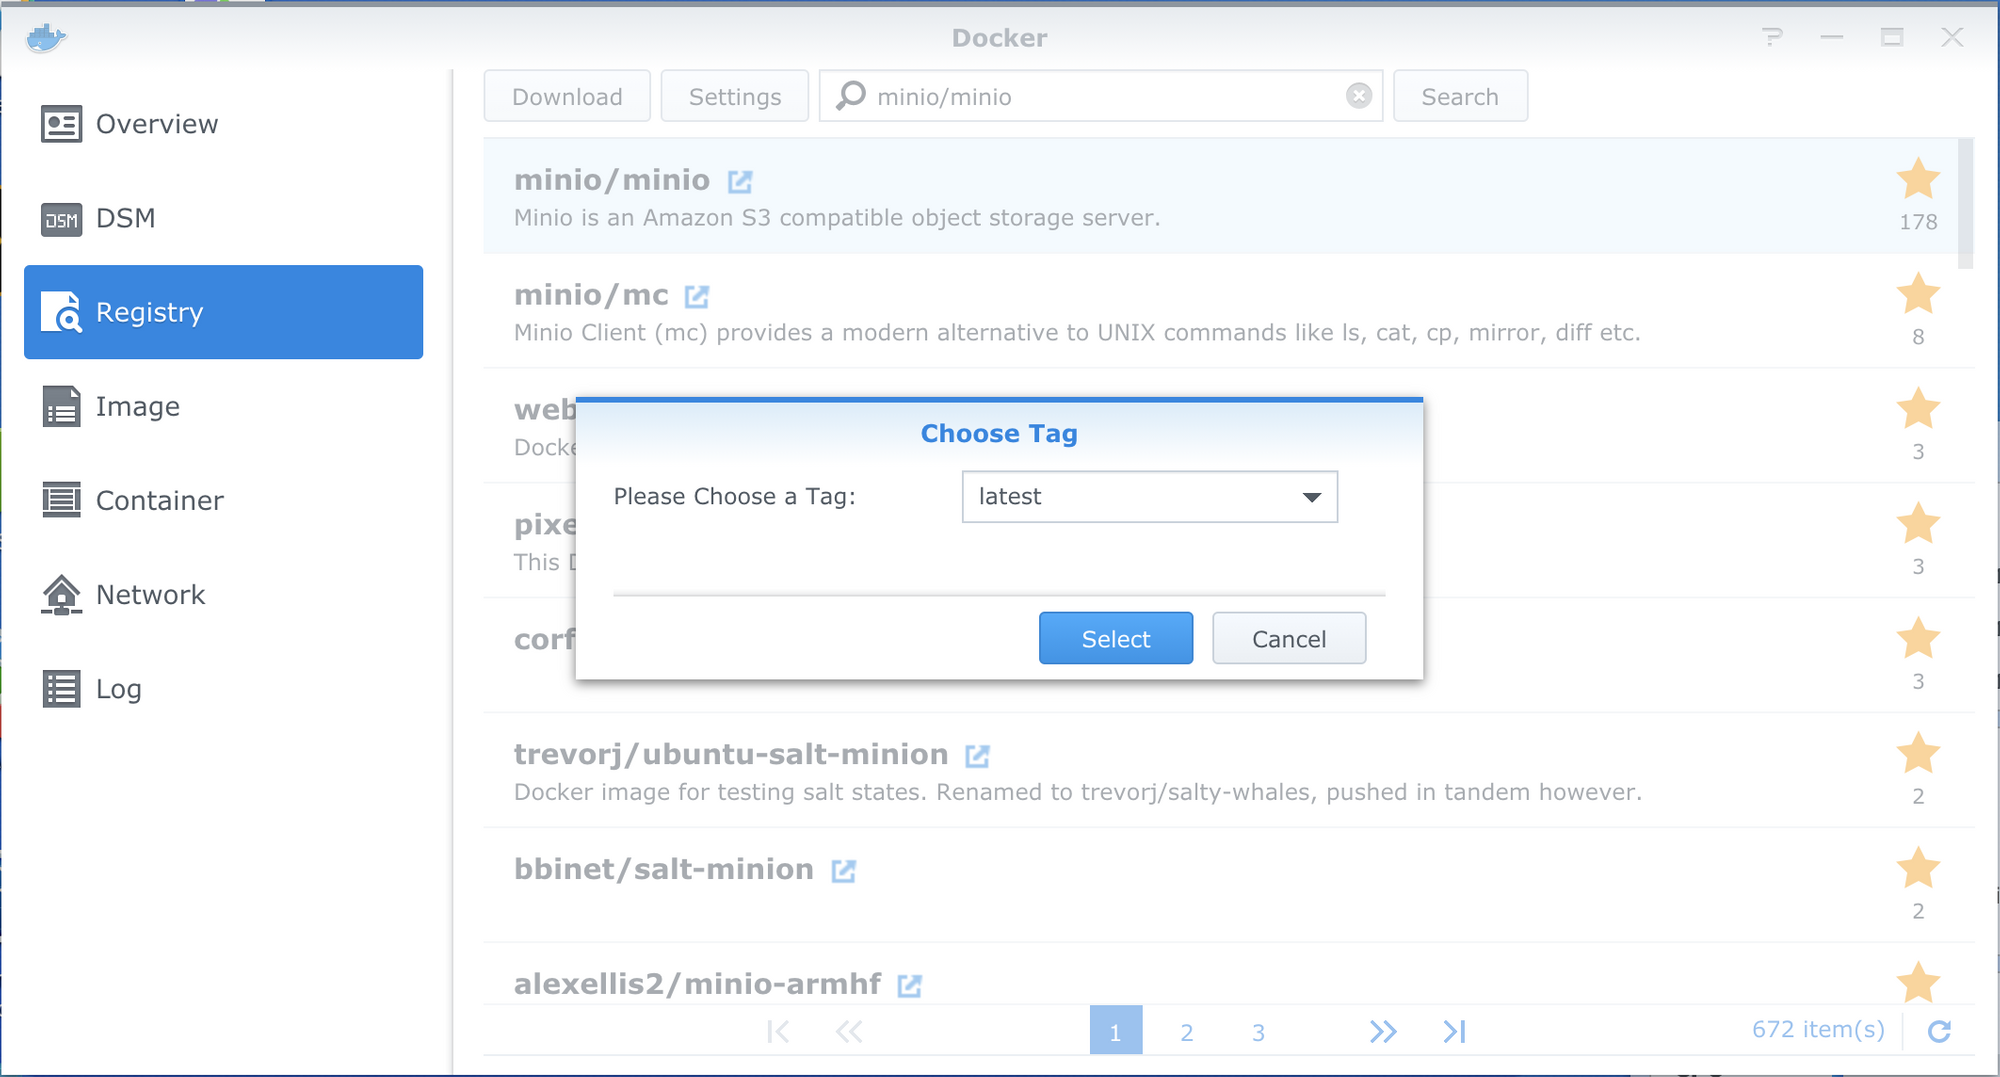 Docker
Overview
DSM
DSM
Registry
Image
Container
Network
Log
Download
Settings
minio/minio
Search
minio/minio
Minio is an Amazon S3 compatible object storage server.
178
minio/mc
Minio Client (mc) provides a modern alternative to UNIX commands like ls, cat, cp, mirror, diff etc.
8
web
Docke
3
pixe
This D
3
corf
3
Choose Tag
Please Choose a Tag:
latest
Select
Cancel
trevorj/ubuntu-salt-minion
Docker image for testing salt states. Renamed to trevorj/salty-whales, pushed in tandem however.
2
bbinet/salt-minion
2
alexellis2/minio-armhf
1
2
3
672 item(s)